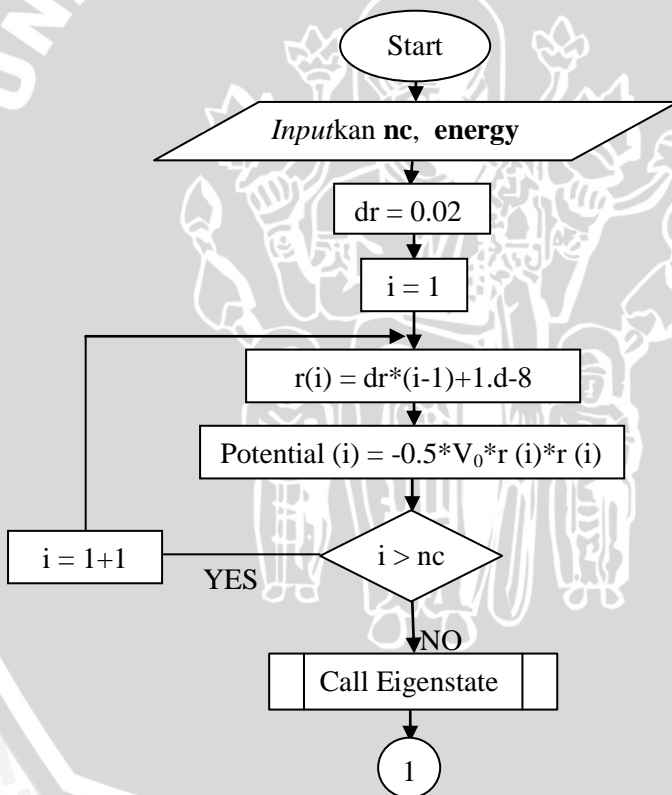 UNI
Start
Inputkan nc, energy
dr = 0.02
i = 1
r(i) = dr*(i-1)+1.d-8
Potential (i) = -0.5*V₀*r (i)*r (i)
i > nc
i = 1+1
YES
NO
Call Eigenstate
1